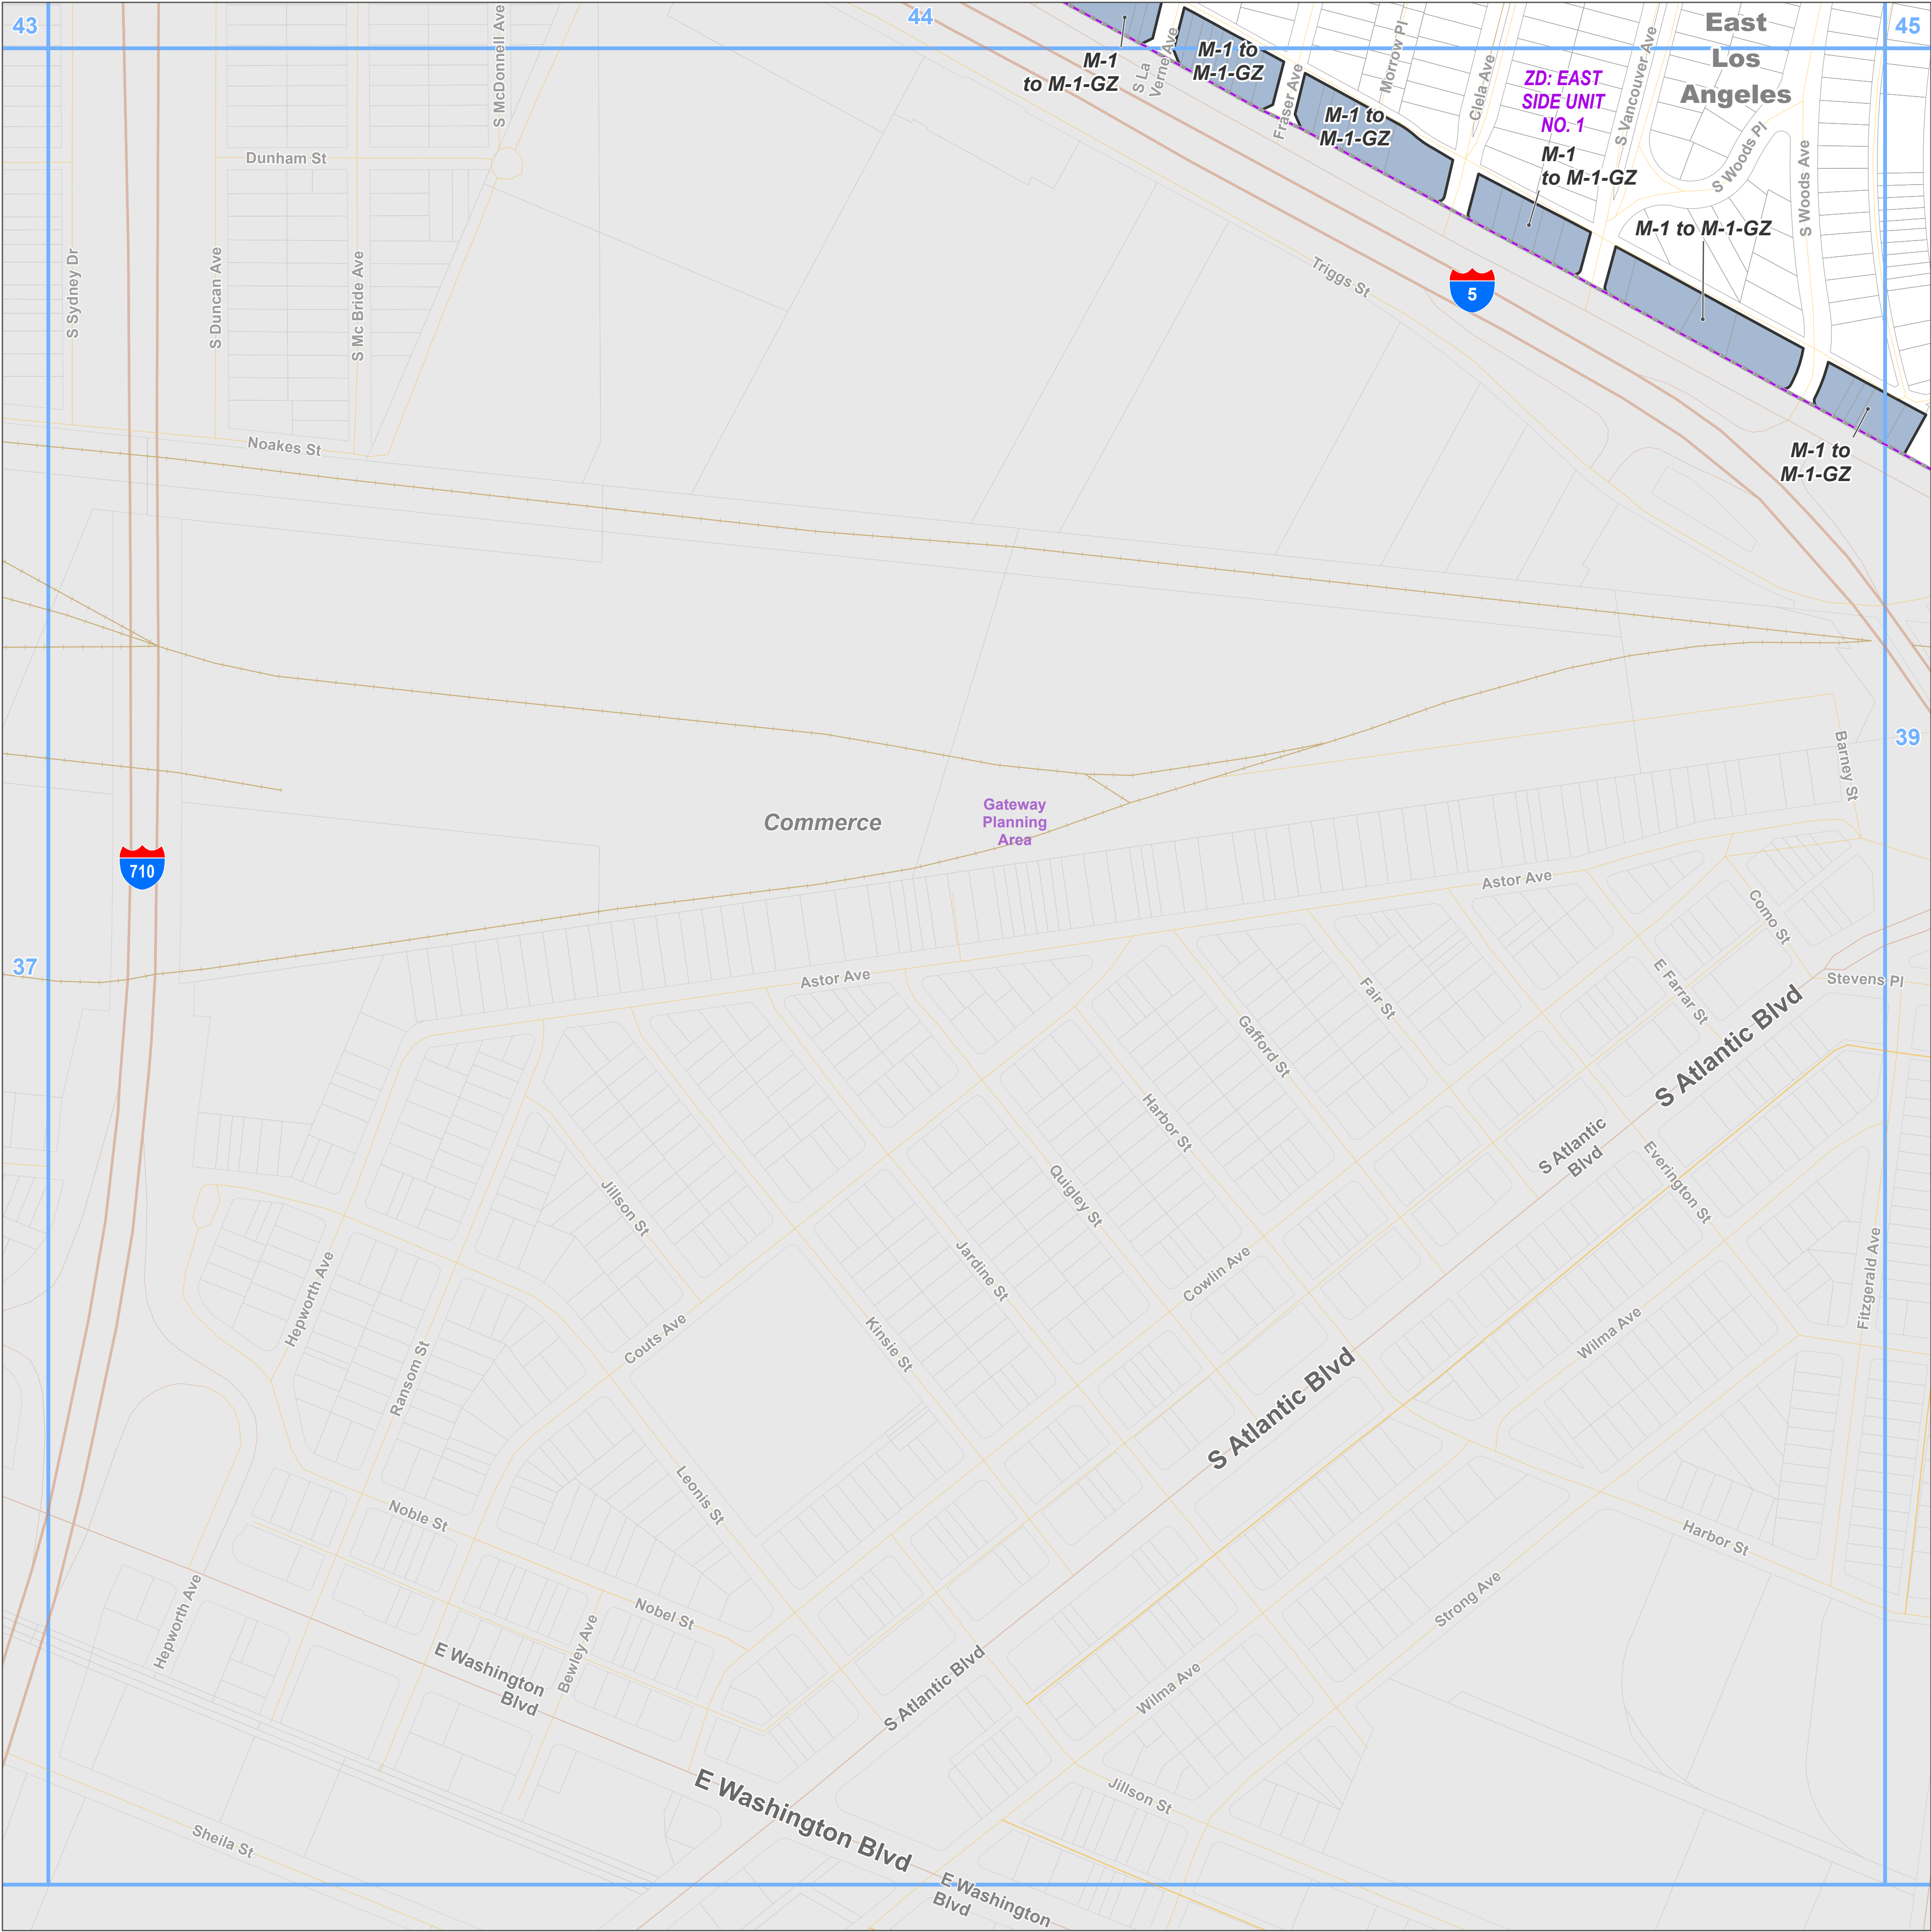 43
44
45
East
Los
Angeles
S McDonnell Ave
M-1
to M-1-GZ
S La
Verne Ave
M-1 to
M-1-GZ
Fraser Ave
Morrow Pl
M-1 to
M-1-GZ
Clela Ave
ZD: EAST
SIDE UNIT
NO. 1
S Vancouver Ave
M-1
to M-1-GZ
S Woods Pl
S Woods Ave
M-1 to M-1-GZ
Dunham St
S Sydney Dr
S Duncan Ave
S Mc Bride Ave
Triggs St
5
M-1 to
M-1-GZ
Noakes St
39
Barney St
Commerce
Gateway
Planning
Area
710
37
Astor Ave
Astor Ave
Como St
E Farrar St
Stevens Pl
Fair St
Gafford St
S Atlantic Blvd
Harbor St
S Atlantic
Blvd
Everington St
Quigley St
Jillson St
Jardine St
Cowlin Ave
Hepworth Ave
Fitzgerald Ave
Couts Ave
Kinsie St
Wilma Ave
Ransom St
S Atlantic Blvd
Leonis St
Noble St
Harbor St
Hepworth Ave
Nobel St
Strong Ave
Bewley Ave
E Washington
Blvd
S Atlantic Blvd
Wilma Ave
E Washington Blvd
Jillson St
Sheila St
E Washington
Blvd